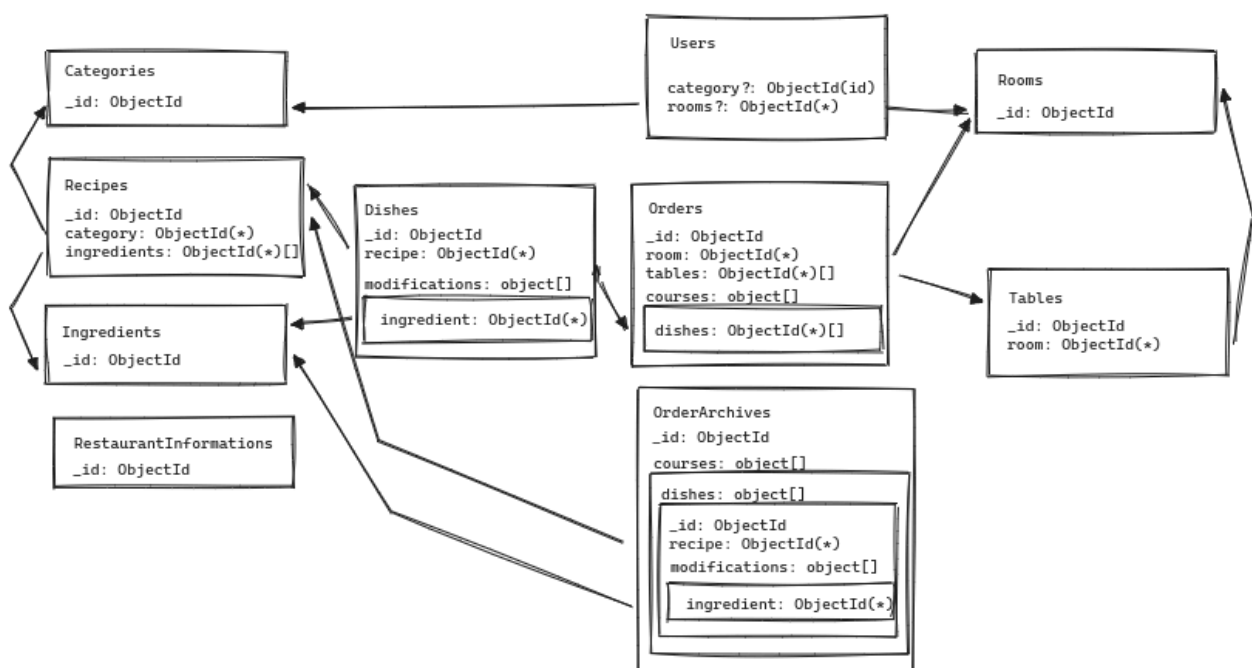 Categories
_id: ObjectId
Recipes
_id: ObjectId
category: ObjectId(*)
ingredients: ObjectId(*)[]
Ingredients
_id: ObjectId
RestaurantInformations
_id: ObjectId
Dishes
_id: ObjectId
recipe: ObjectId(*)
modifications: object[]
ingredient: ObjectId(*)
Users
category?: ObjectId(id)
rooms?: ObjectId(*)
Orders
_id: ObjectId
room: ObjectId(*)
tables: ObjectId(*)[]
courses: object[]
dishes: ObjectId(*)[]
OrderArchives
_id: ObjectId
courses: object[]
dishes: object[]
_id: ObjectId
recipe: ObjectId(*)
modifications: object[]
ingredient: ObjectId(*)
Rooms
_id: ObjectId
Tables
_id: ObjectId
room: ObjectId(*)